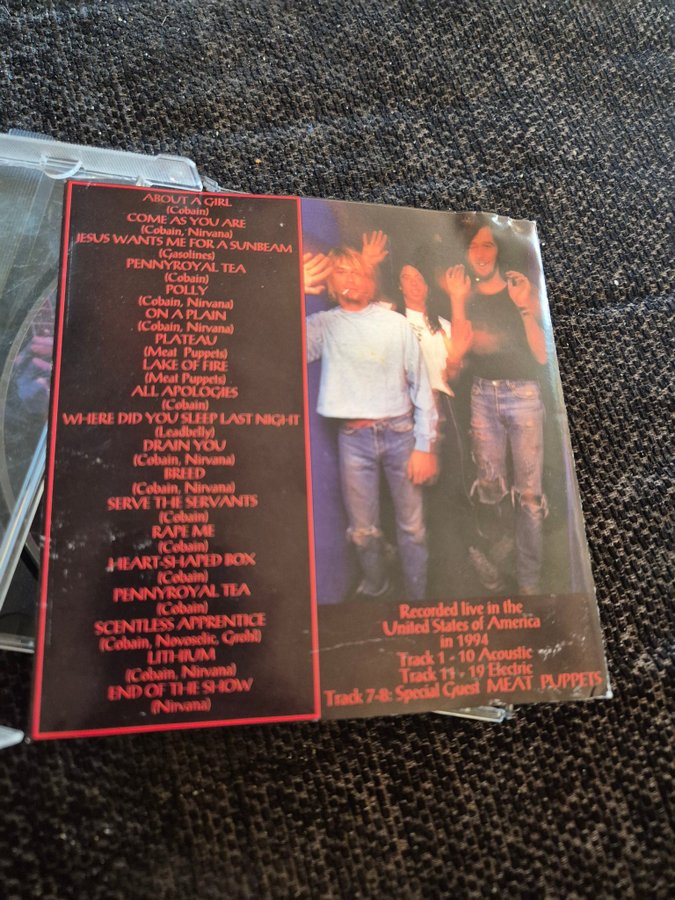 ABOUT A GIRL
(Cobain)
COME AS YOU ARE
(Cobain, Nirvana)
JESUS WANTS ME FOR A SUNBEAM
(Gasolines)
PENNYROYAL TEA
(Cobain)
POLLY
(Cobain, Nirvana)
ON A PLAIN
(Cobain, Nirvana)
PLATEAU
(Meat Puppets)
LAKE OF FIRE
(Meat Puppets)
ALL APOLOGIES
(Cobain)
WHERE DID YOU SLEEP LAST NIGHT
(Leadbelly)
DRAIN YOU
(Cobain, Nirvana)
BREED
(Cobain, Nirvana)
SERVE THE SERVANTS
(Cobain)
RAPE ME
(Cobain)
HEART-SHAPED BOX
(Cobain)
PENNYROYAL TEA
(Cobain)
SCENTLESS APPRENTICE
(Cobain, Novoselic, Grohl)
LITHIUM
(Cobain, Nirvana)
END OF THE SHOW
(Nirvana)
Recorded live in the
United States of America
in 1994
Track 1 - 10 Acoustic
Track 11 - 19 Electric
Track 7-8: Special Guest MEAT PUPPETS